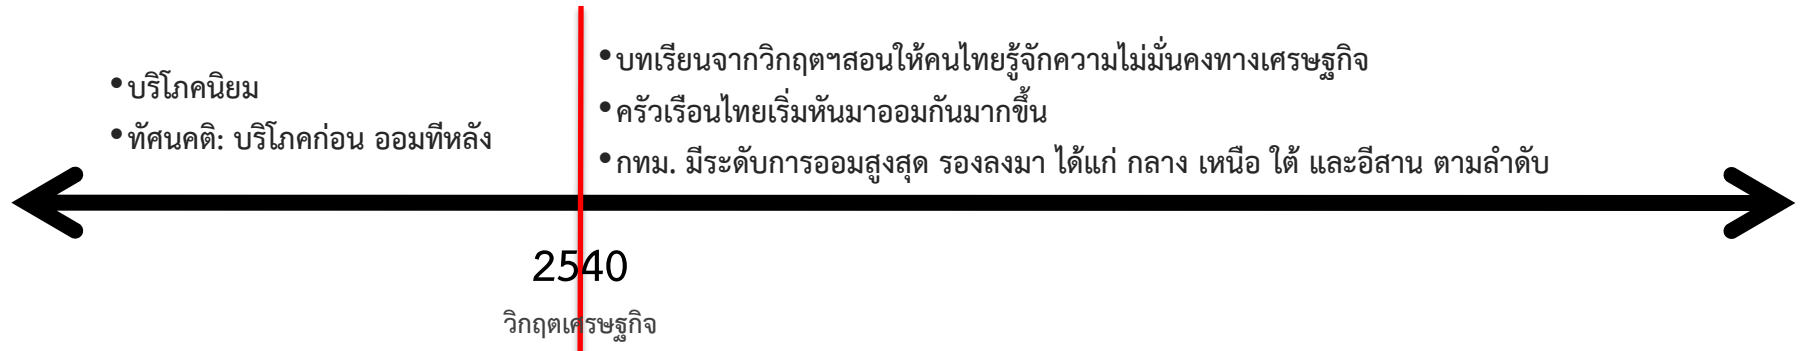 •บริโภคนิยม
•ทัศนคติ: บริโภคก่อน ออมทีหลัง
•บทเรียนจากวิกฤตฯสอนให้คนไทยรู้จักความไม่มั่นคงทางเศรษฐกิจ
•ครัวเรือนไทยเริ่มหันมาออมกันมากขึ้น
•กทม. มีระดับการออมสูงสุด รองลงมา ได้แก่ กลาง เหนือ ใต้ และอีสาน ตามลำดับ
2540
วิกฤตเศรษฐกิจ